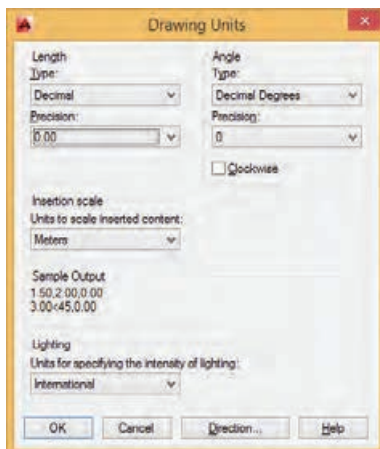 Drawing Units
Length
Type:
Decimal
Precision:
0.00
Angle
Type:
Decimal Degrees
Precision:
0
Clockwise
Insertion scale
Units to scale inserted content:
Meters
Sample Output
1.50,2.00,0.00
3.00<45,0.00
Lighting
Units for specifying the intensity of lighting:
International
OK Cancel Direction... Help